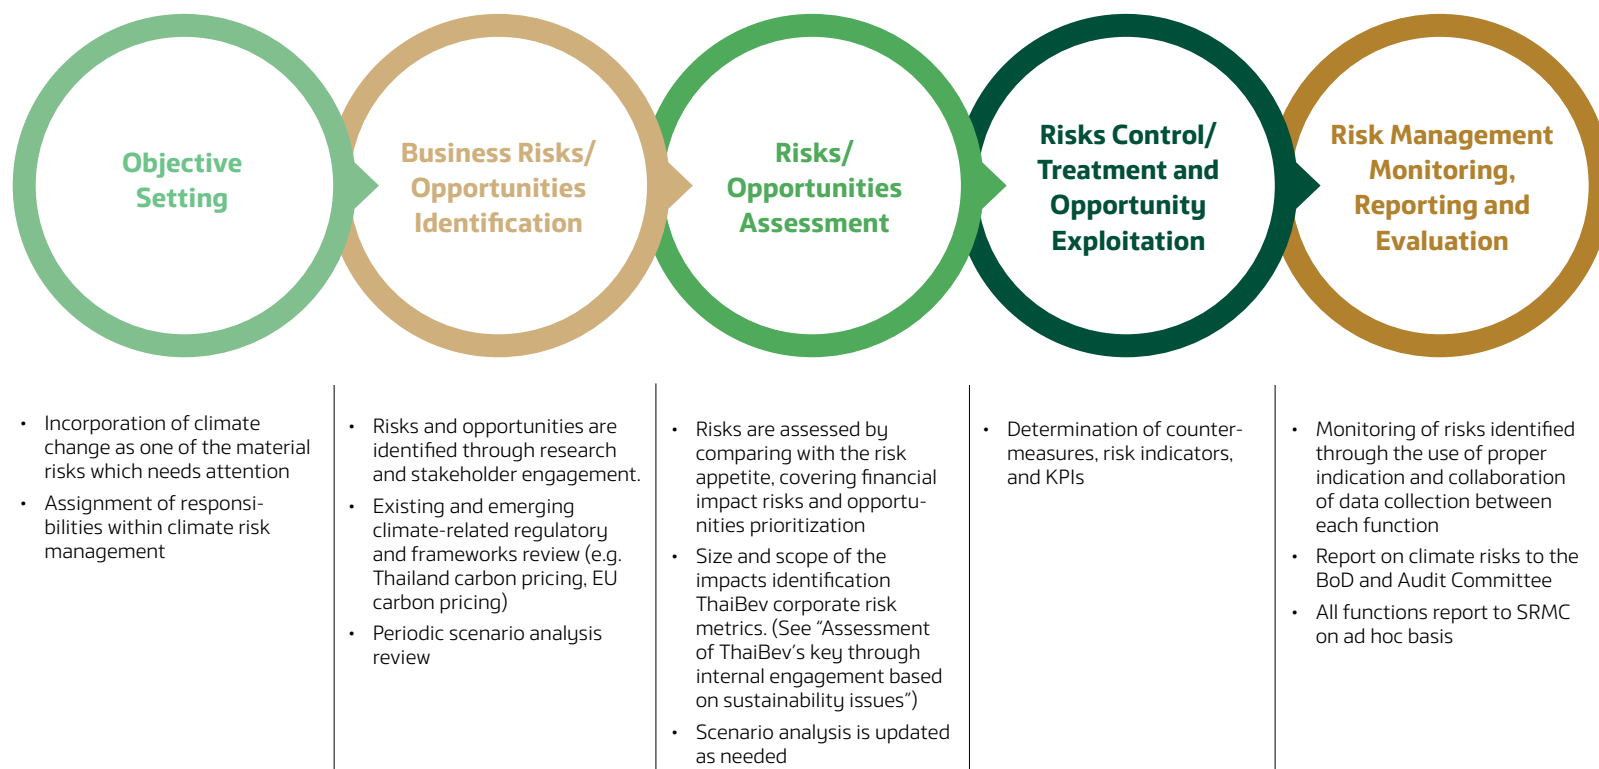 Objective
Setting
Business Risks/
Opportunities
Identification
Risks/
Opportunities
Assessment
Risks Control/
Treatment and
Opportunity
Exploitation
Risk Management
Monitoring,
Reporting and
Evaluation
• Incorporation of climate
change as one of the material
risks which needs attention
• Assignment of responsi-
bilities within climate risk
management
• Risks and opportunities are
identified through research
and stakeholder engagement.
• Existing and emerging
climate-related regulatory
and frameworks review (e.g.
Thailand carbon pricing, EU
carbon pricing)
• Periodic scenario analysis
review
• Risks are assessed by
comparing with the risk
appetite, covering financial
impact risks and opportu-
nities prioritization
• Size and scope of the
impacts identification
ThaiBev corporate risk
metrics. (See “Assessment
of ThaiBev’s key through
internal engagement based
on sustainability issues”)
• Scenario analysis is updated
as needed
• Determination of counter-
measures, risk indicators,
and KPIs
• Monitoring of risks identified
through the use of proper
indication and collaboration
of data collection between
each function
• Report on climate risks to the
BoD and Audit Committee
• All functions report to SRMC
on ad hoc basis